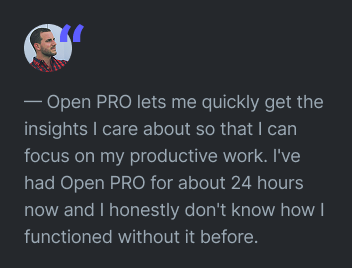 — Open PRO lets me quickly get the
insights I care about so that I can
focus on my productive work. I've
had Open PRO for about 24 hours
now and I honestly don't know how I
functioned without it before.